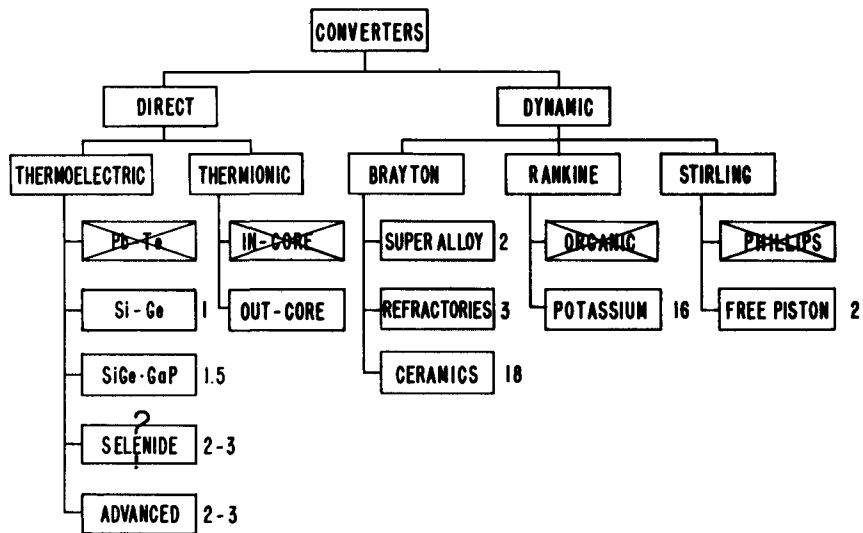 CONVERTERS
DIRECT
DYNAMIC
THERMOELECTRIC
THERMIONIC
BRAYTON
RANKINE
STIRLING
Pb-Te
IN-CORE
SUPER ALLOY 2
ORGANIC
PHILLIPS
Si-Ge 1
OUT-CORE
REFRACTORIES 3
POTASSIUM 16
FREE PISTON 2
SiGe·GaP 1.5
CERAMICS 18
?
SELENIDE 2-3
ADVANCED 2-3